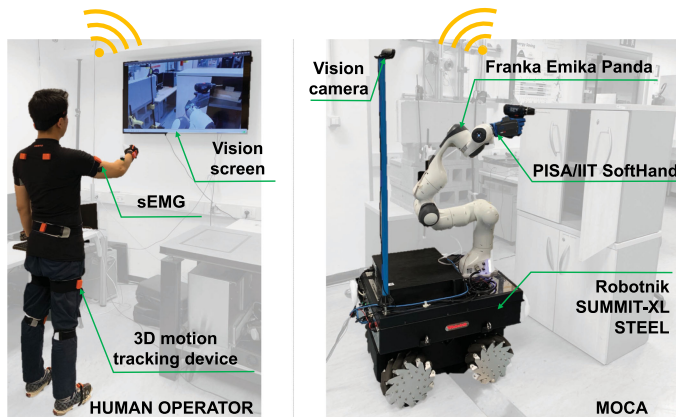 Vision
screen
sEMG
3D motion
tracking device
HUMAN OPERATOR
Vision
camera
Franka Emika Panda
PISA/IIT SoftHand
Robotnik
SUMMIT-XL
STEEL
MOCA